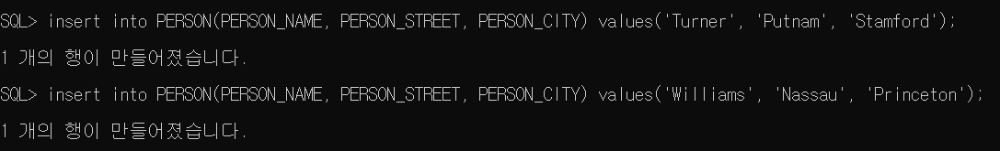 SQL> insert into PERSON(PERSON_NAME, PERSON_STREET, PERSON_CITY) values('Turner', 'Putnam', 'Stamford');
1 개의 행이 만들어졌습니다.
SQL> insert into PERSON(PERSON_NAME, PERSON_STREET, PERSON_CITY) values('Williams', 'Nassau', 'Princeton');
1 개의 행이 만들어졌습니다.